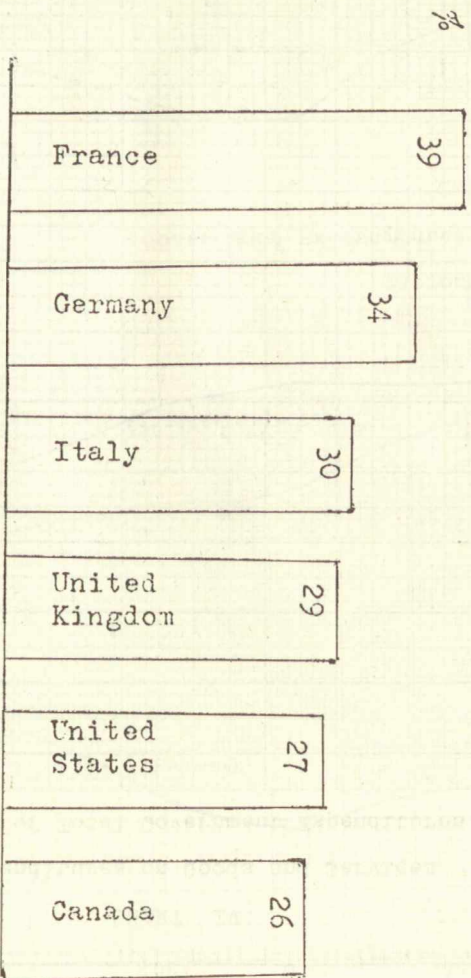 %
France
39
Germany
34
Italy
30
United
Kingdom
29
United
States
27
Canada
26